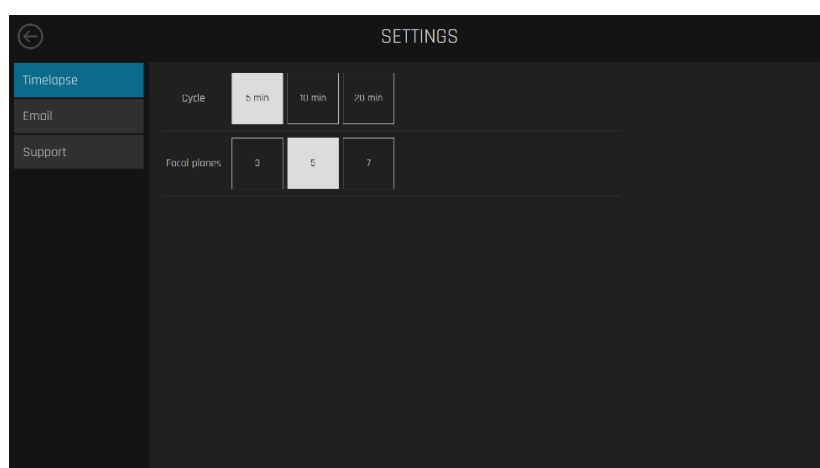 SETTINGS
Timelapse
Email
Support
Cycle 5 min 10 min 20 min
Focal planes 3 5 7